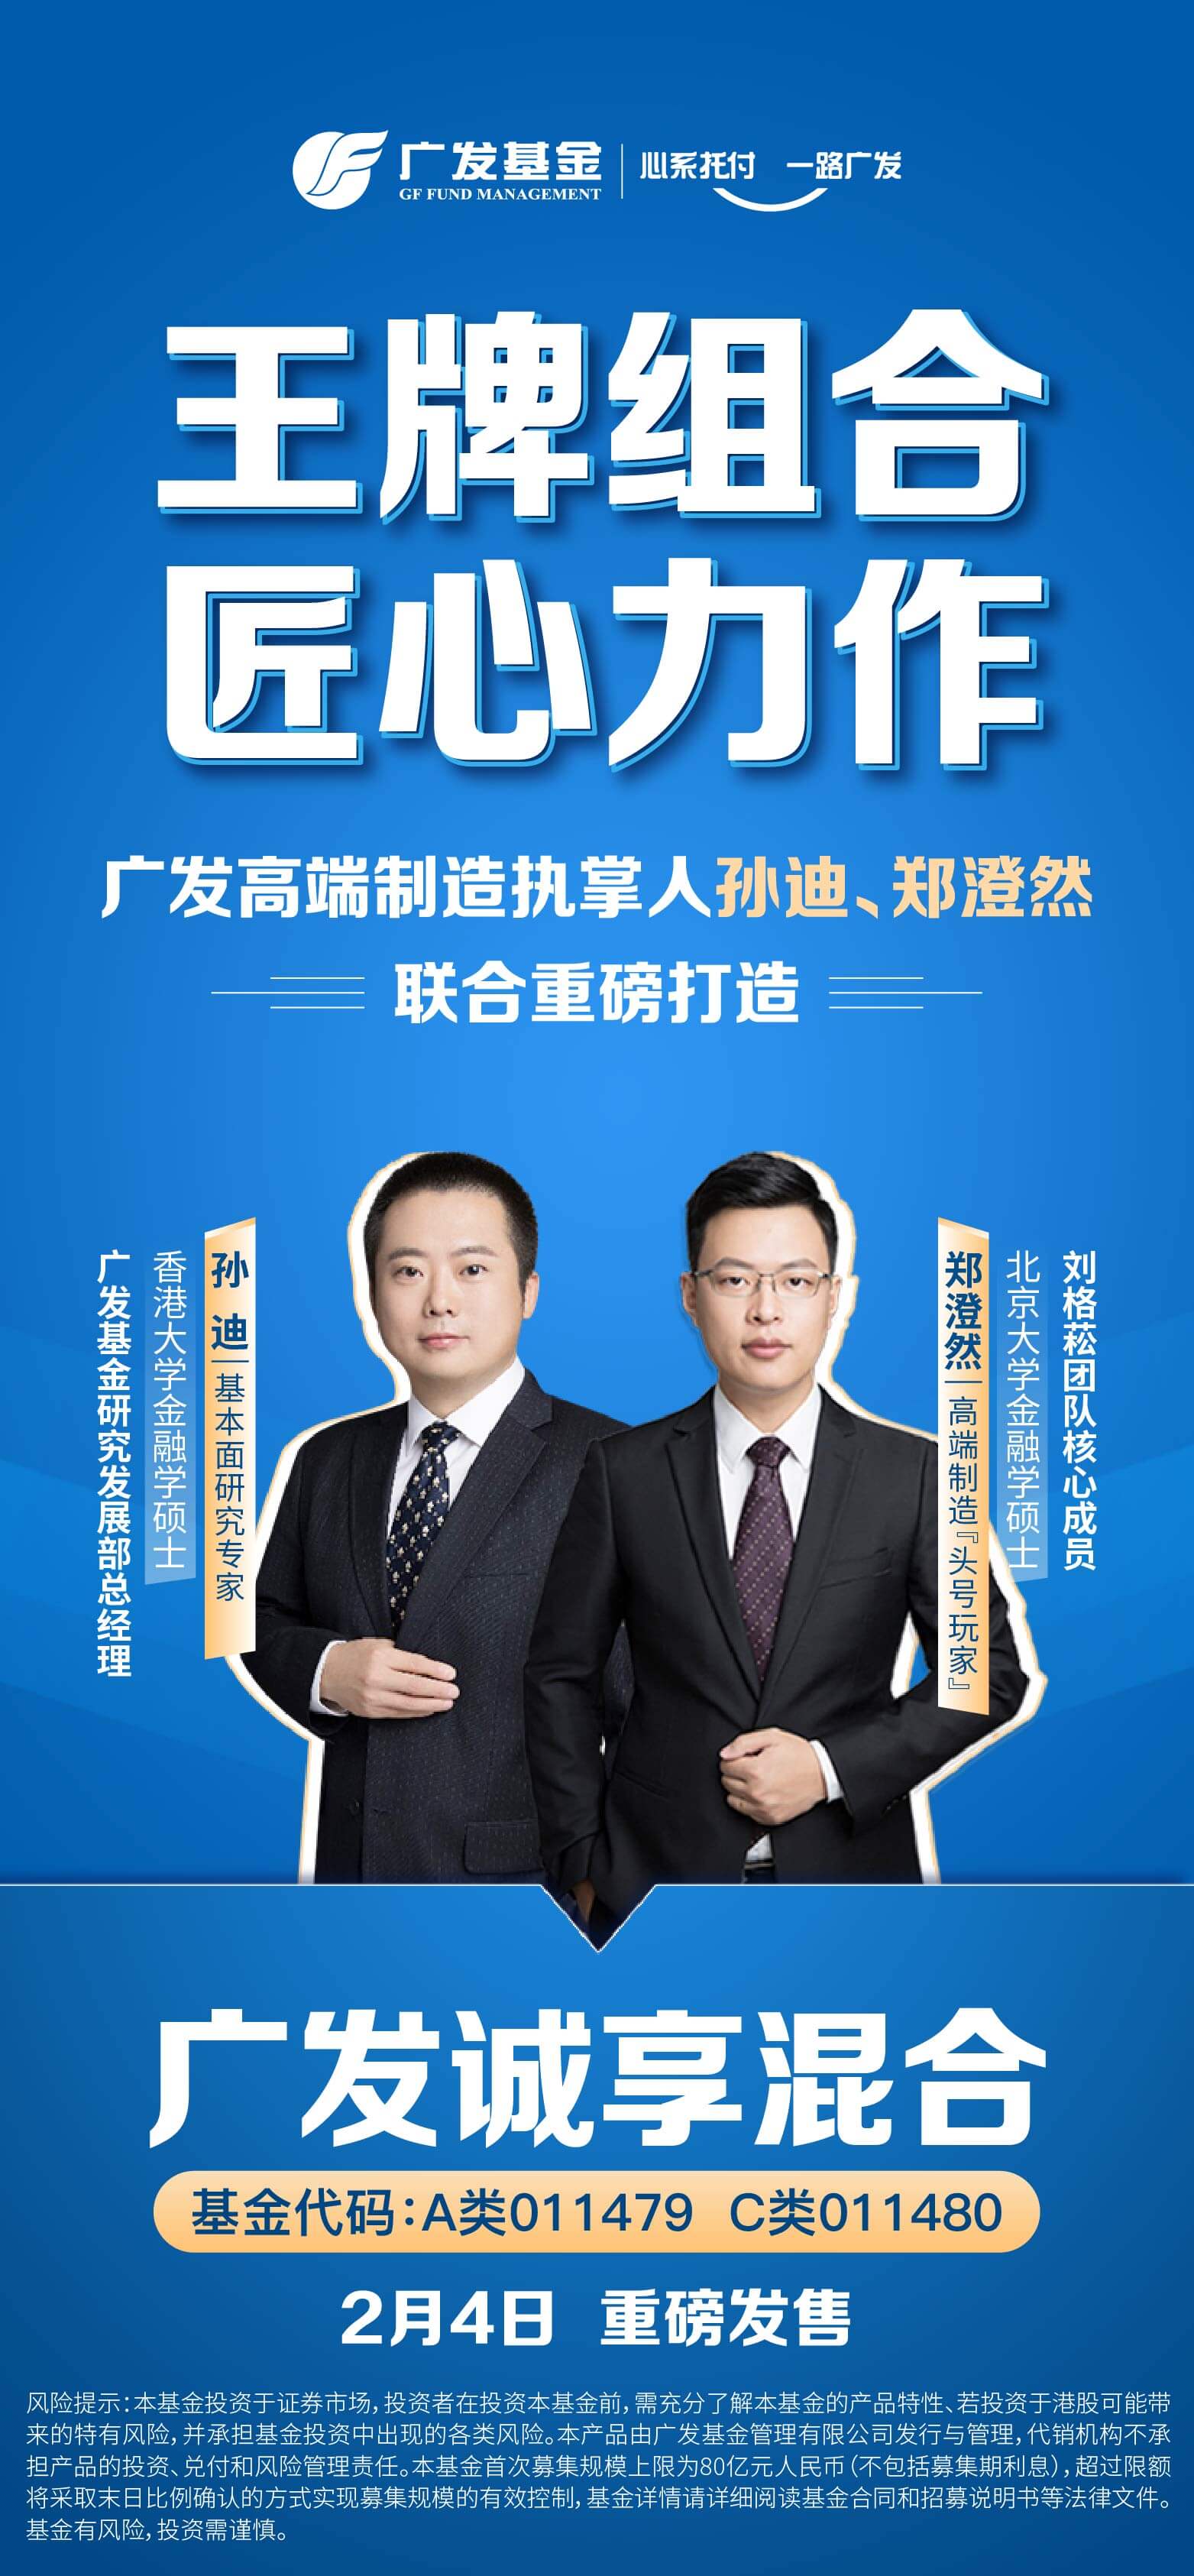 广发基金
GF FUND MANAGEMENT
心系托付 一路广发
王牌组合
匠心力作
广发高端制造执掌人孙迪、郑澄然
联合重磅打造
孙迪|基本面研究专家
香港大学金融学硕士
广发基金研究发展部总经理
郑澄然|高端制造『头号玩家』
北京大学金融学硕士
刘格菘团队核心成员
广发诚享混合
基金代码:A类011479 C类011480
2月4日 重磅发售
风险提示:本基金投资于证券市场,投资者在投资本基金前,需充分了解本基金的产品特性、若投资于港股可能带
来的特有风险,并承担基金投资中出现的各类风险。本产品由广发基金管理有限公司发行与管理,代销机构不承
担产品的投资、兑付和风险管理责任。本基金首次募集规模上限为80亿元人民币(不包括募集期利息),超过限额
将采取末日比例确认的方式实现募集规模的有效控制,基金详情请详细阅读基金合同和招募说明书等法律文件。
基金有风险,投资需谨慎。